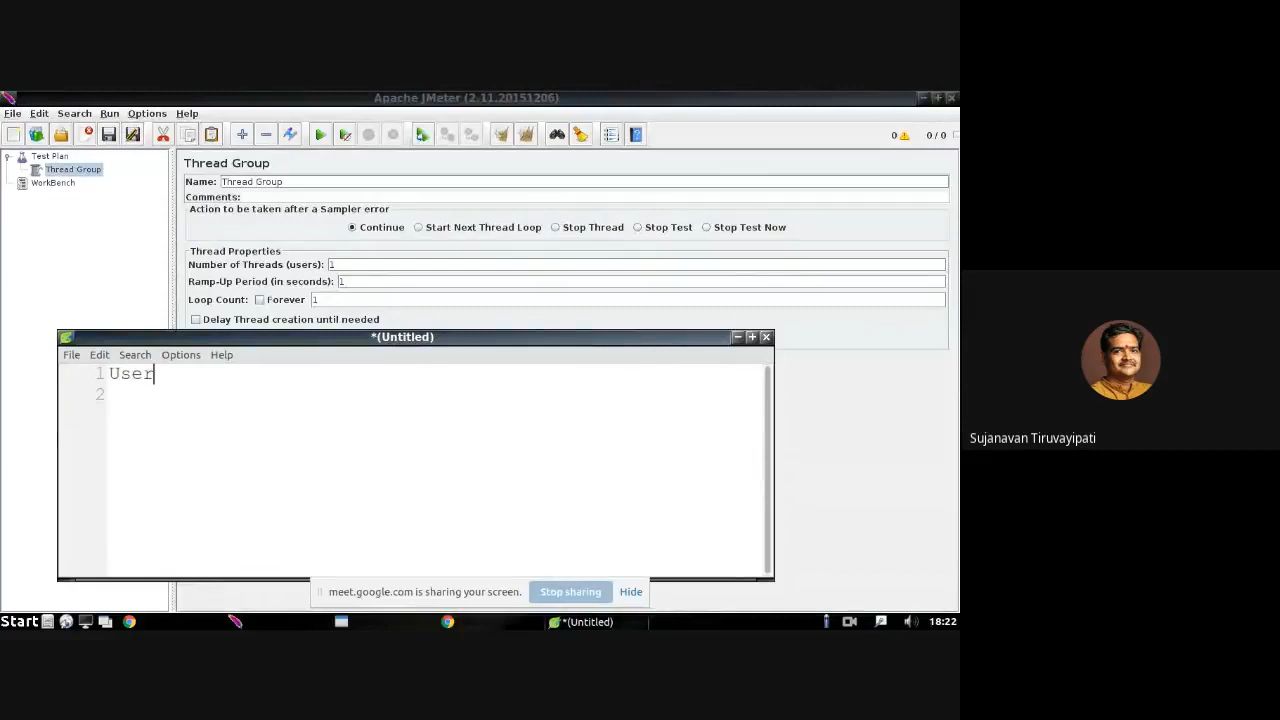 Apache JMeter (2.11.20151206)
File Edit Search Run Options Help
0 0 / 0
Test Plan
Thread Group
WorkBench
Thread Group
Name: Thread Group
Comments:
Action to be taken after a Sampler error
Continue Start Next Thread Loop Stop Thread Stop Test Stop Test Now
Thread Properties
Number of Threads (users): 1
Ramp-Up Period (in seconds): 1
Loop Count: Forever 1
Delay Thread creation until needed
*(Untitled)
File Edit Search Options Help
1 User
2
meet.google.com is sharing your screen. Stop sharing Hide
Start *(Untitled) 18:22
Sujanavan Tiruvayipati